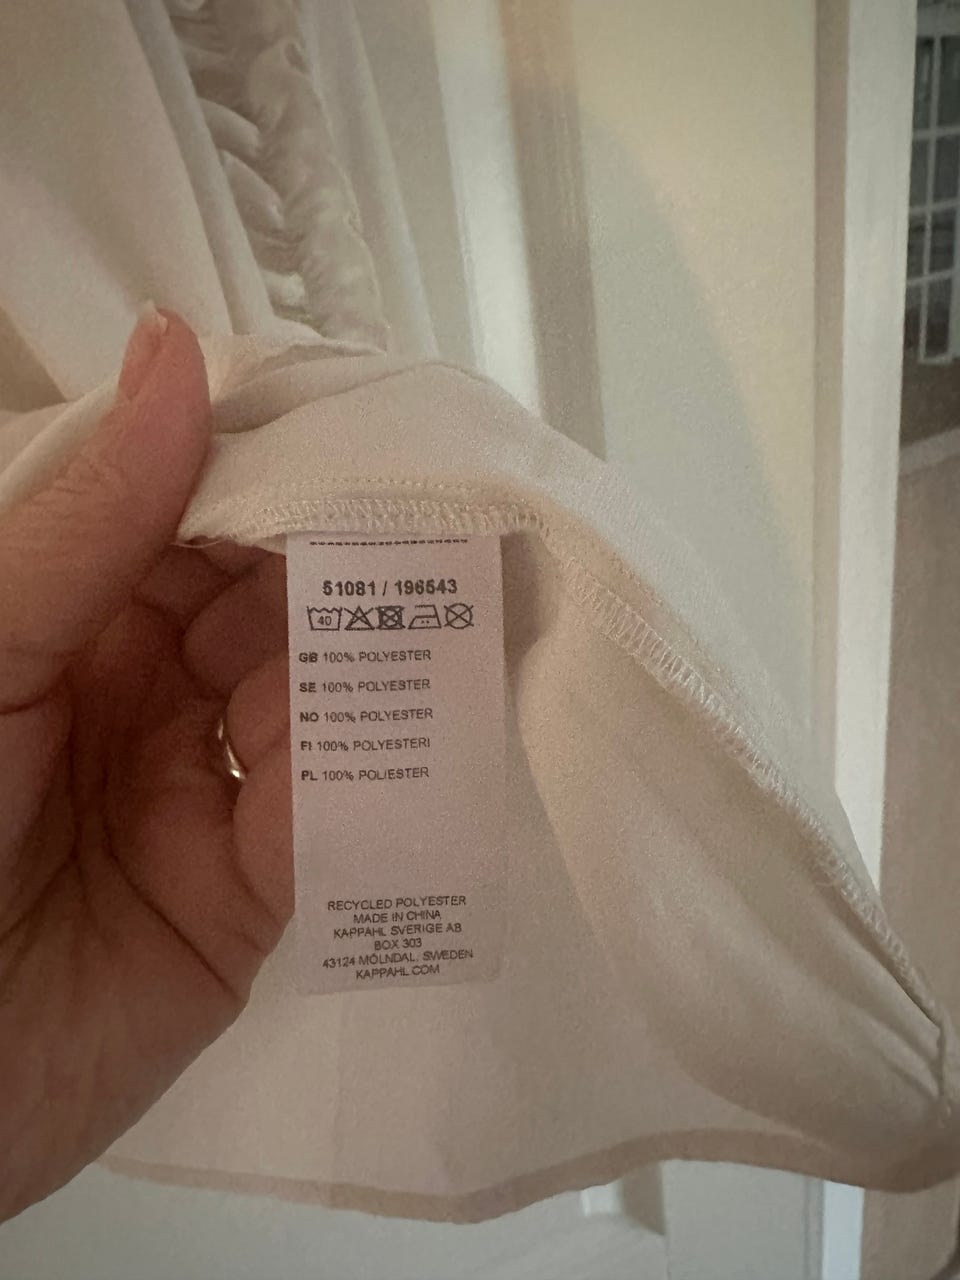 51081 / 196543
40
GB 100% POLYESTER
SE 100% POLYESTER
NO 100% POLYESTER
FI 100% POLYESTERI
PL 100% POLIESTER
RECYCLED POLYESTER
MADE IN CHINA
KAPPAHL SVERIGE AB
BOX 303
43124 MÖLNDAL, SWEDEN
KAPPAHL.COM